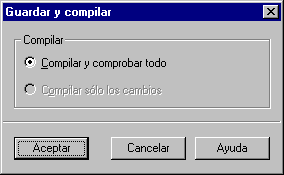 Guardar y compilar
Compilar
Compilar y comprobar todo
Compilar sólo los cambios
Aceptar
Cancelar
Ayuda